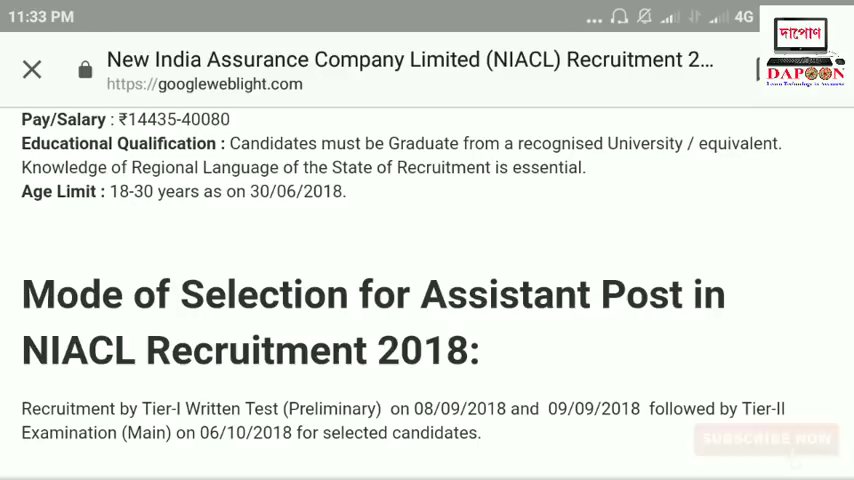 11:33 PM
... 4G
New India Assurance Company Limited (NIACL) Recruitment 2...
https://googleweblight.com
দাপোণ
DAPOON
Pay/Salary : ₹14435-40080
Educational Qualification : Candidates must be Graduate from a recognised University / equivalent.
Knowledge of Regional Language of the State of Recruitment is essential.
Age Limit : 18-30 years as on 30/06/2018.
Mode of Selection for Assistant Post in
NIACL Recruitment 2018:
Recruitment by Tier-I Written Test (Preliminary) on 08/09/2018 and 09/09/2018 followed by Tier-II
Examination (Main) on 06/10/2018 for selected candidates.
SUBSCRIBE NOW